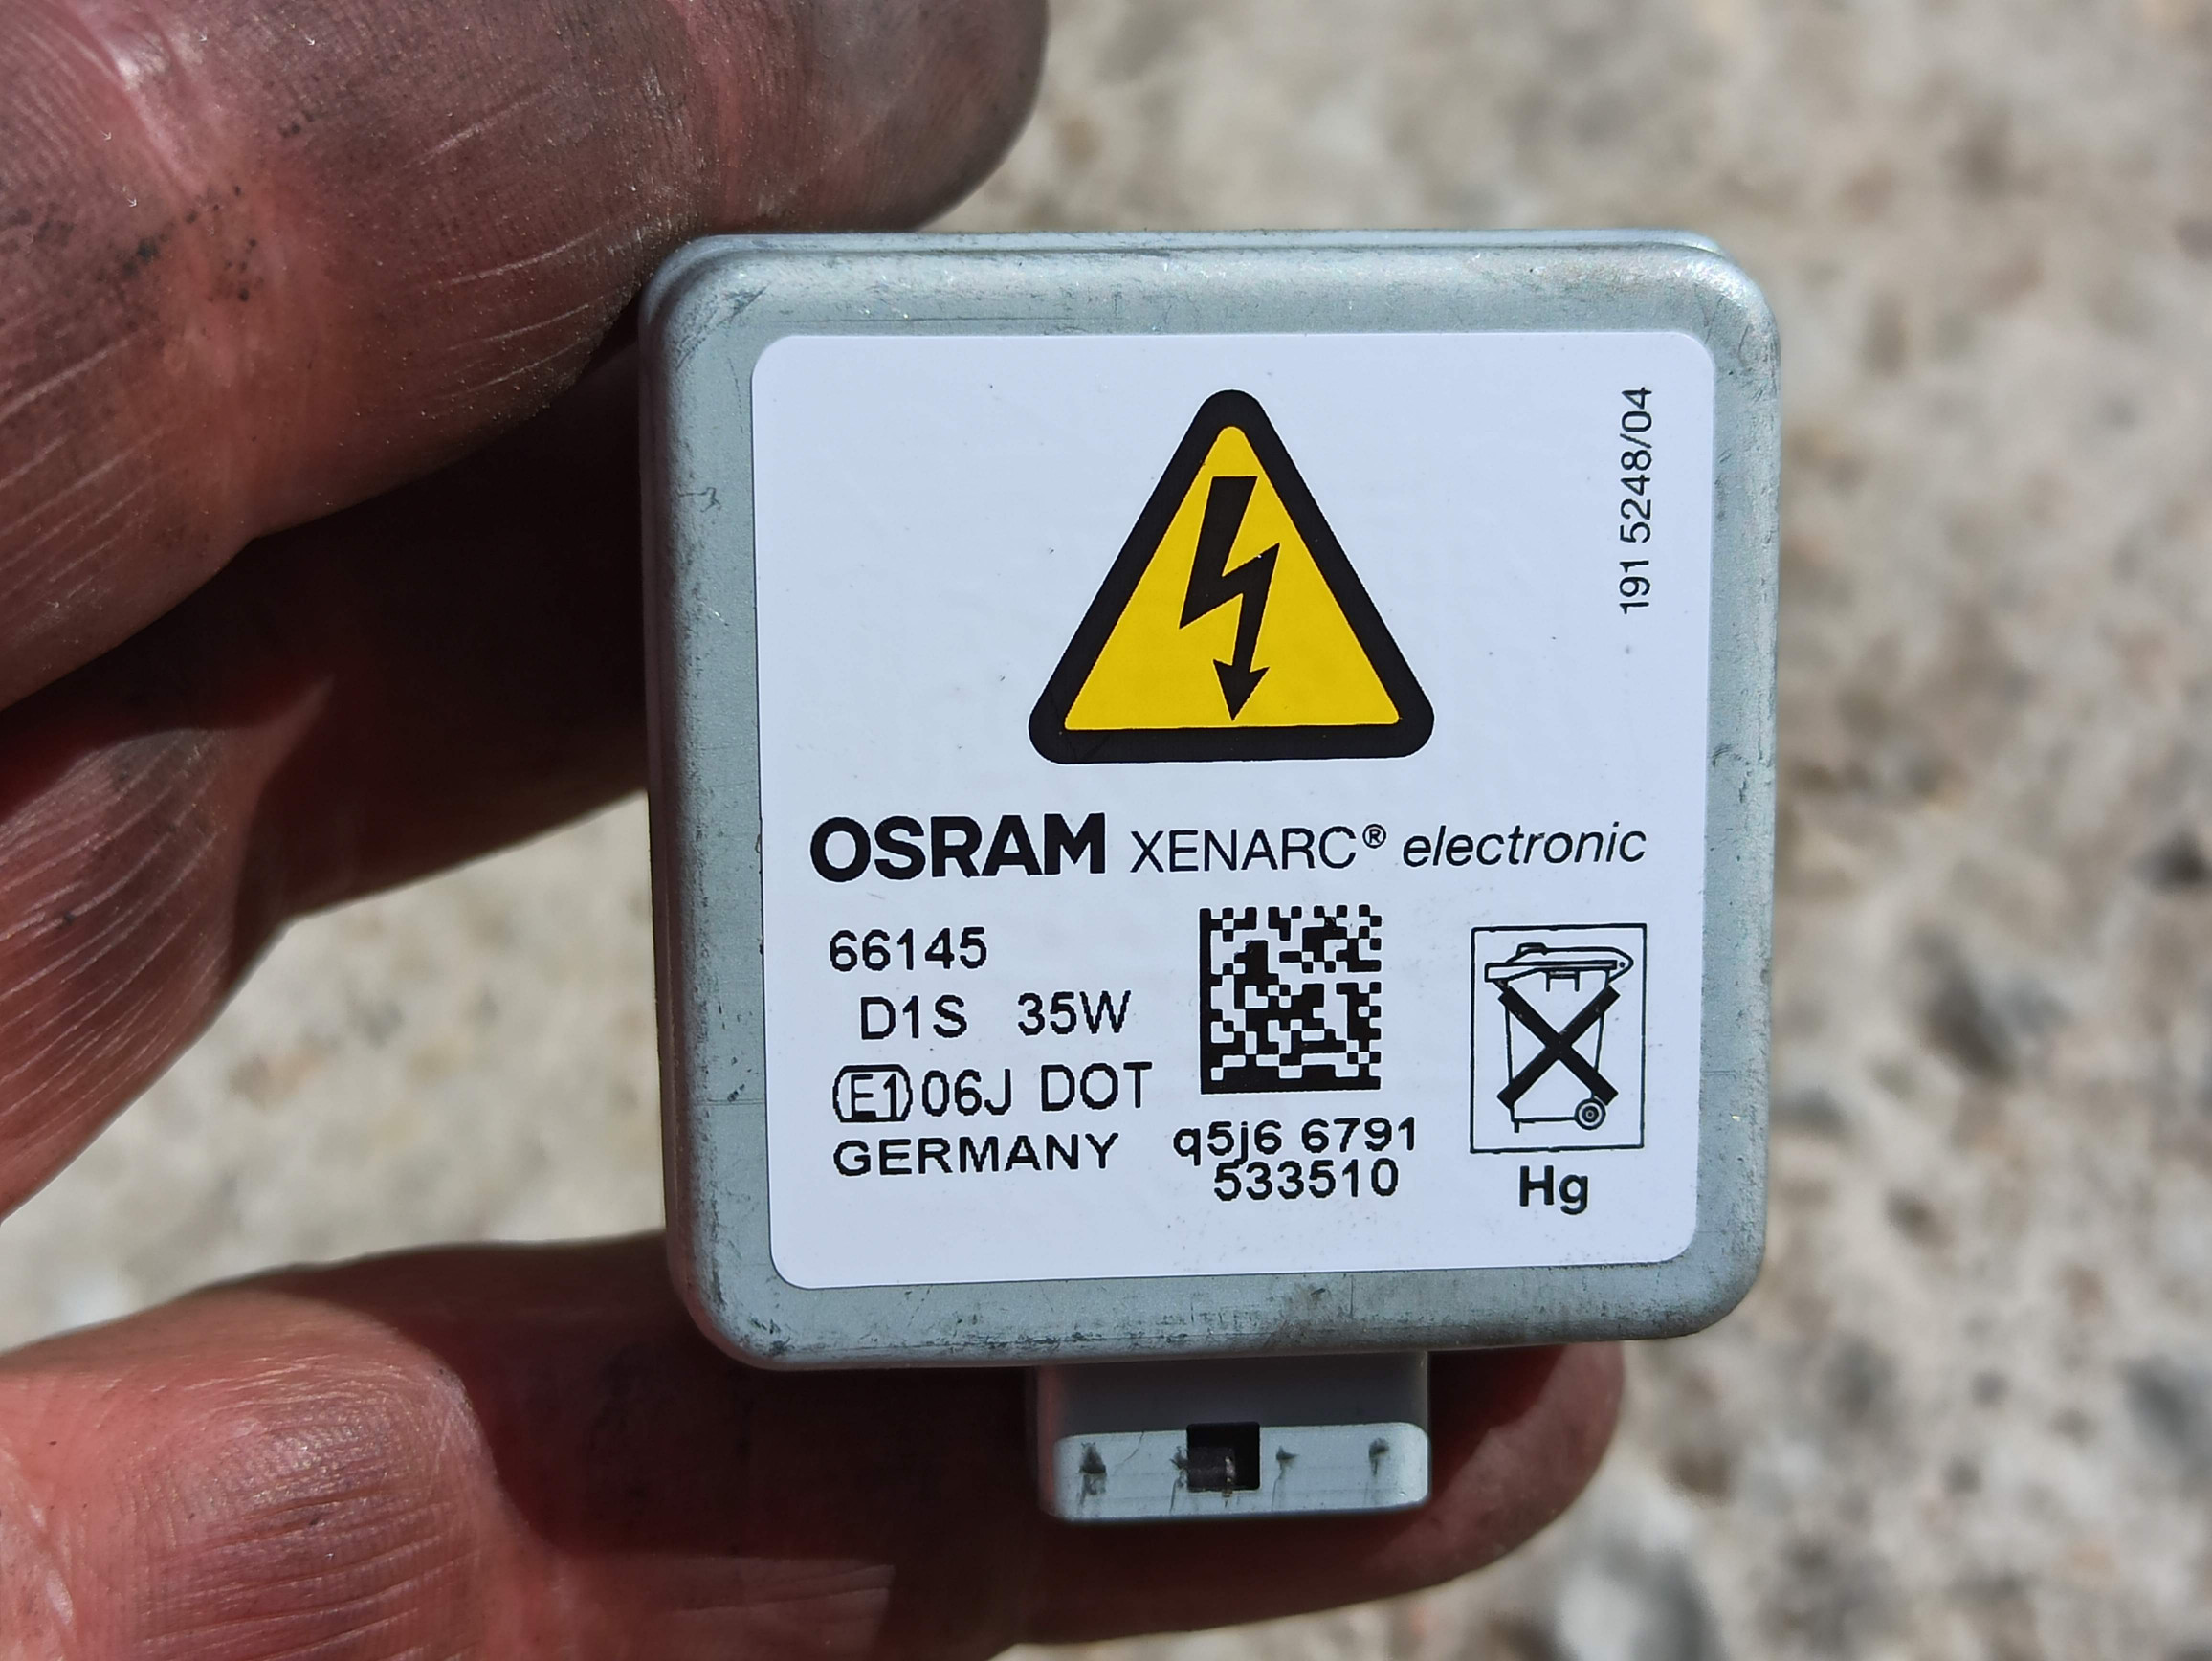 191 5248/04
OSRAM XENARC® electronic
66145
D1S 35W
E1 06J DOT
GERMANY
q5j6 6791
533510
Hg